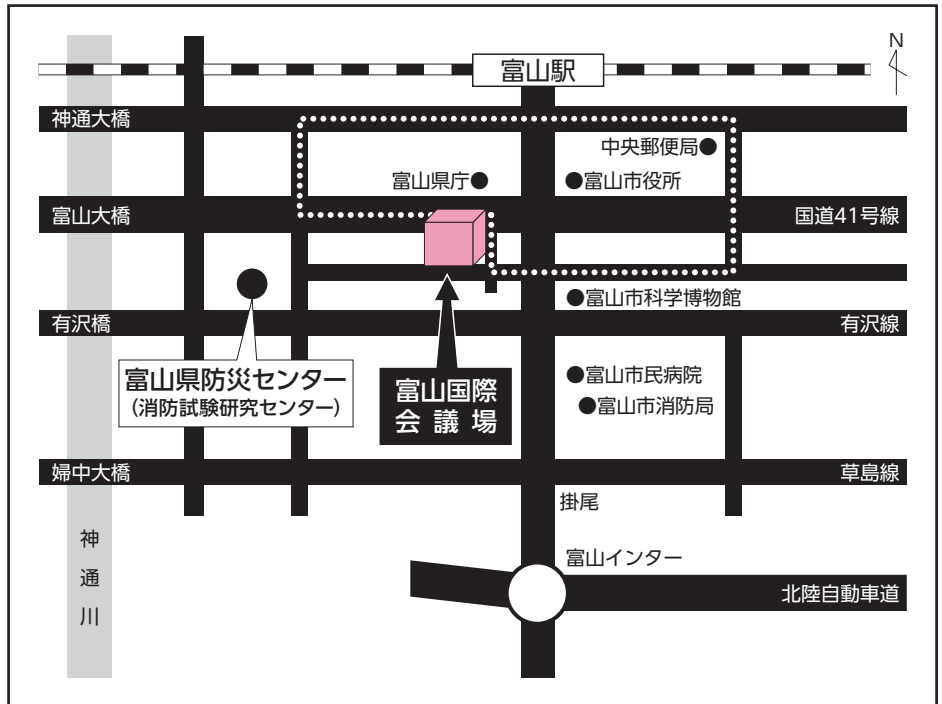 N
富山駅
神通大橋
中央郵便局●
富山県庁●
●富山市役所
富山大橋
国道41号線
●富山市科学博物館
有沢橋
有沢線
富山県防災センター
(消防試験研究センター)
富山国際
会議場
●富山市民病院
●富山市消防局
婦中大橋
草島線
掛尾
神通川
富山インター
北陸自動車道